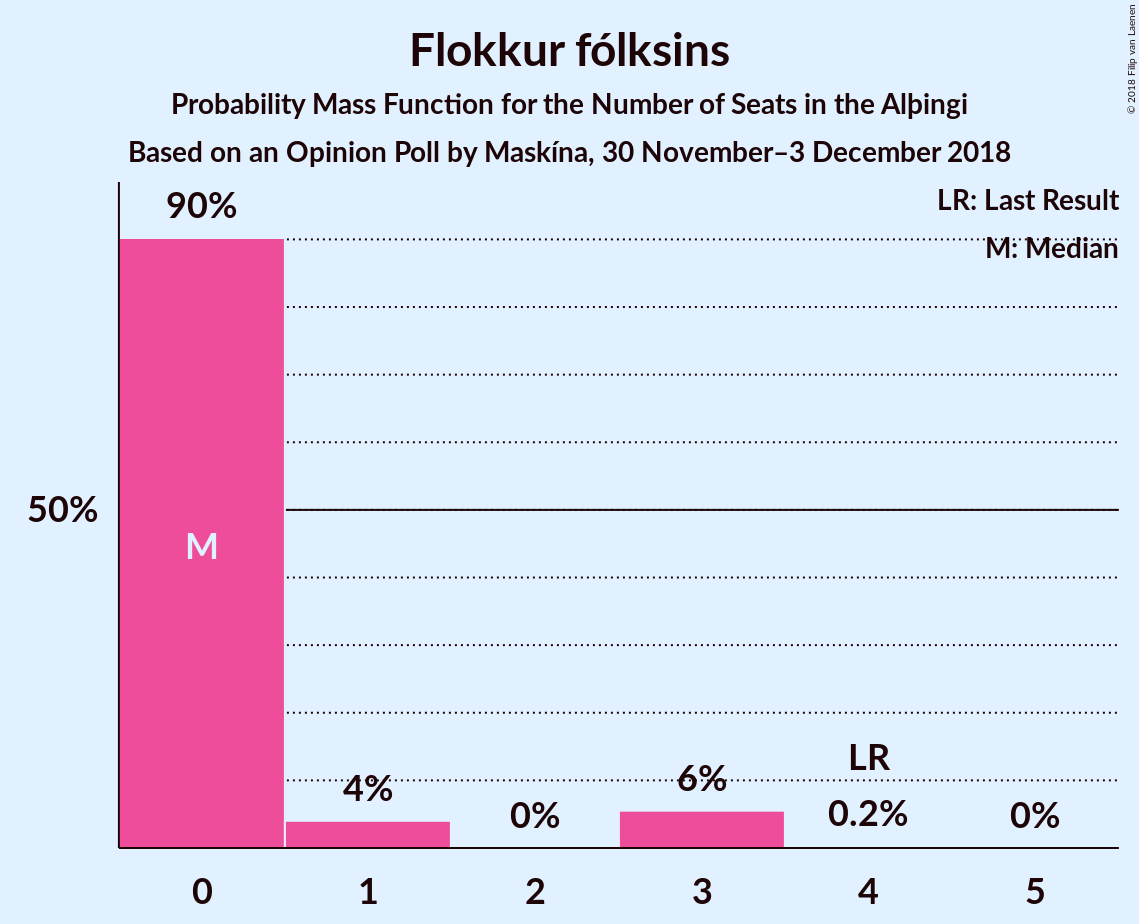 Flokkur fólksins
Probability Mass Function for the Number of Seats in the Alþingi
Based on an Opinion Poll by Maskína, 30 November–3 December 2018
© 2018 Filip van Laenen
LR: Last Result
M: Median
90%
50%
M
4%
0%
6%
LR
0.2%
0%
0 1 2 3 4 5